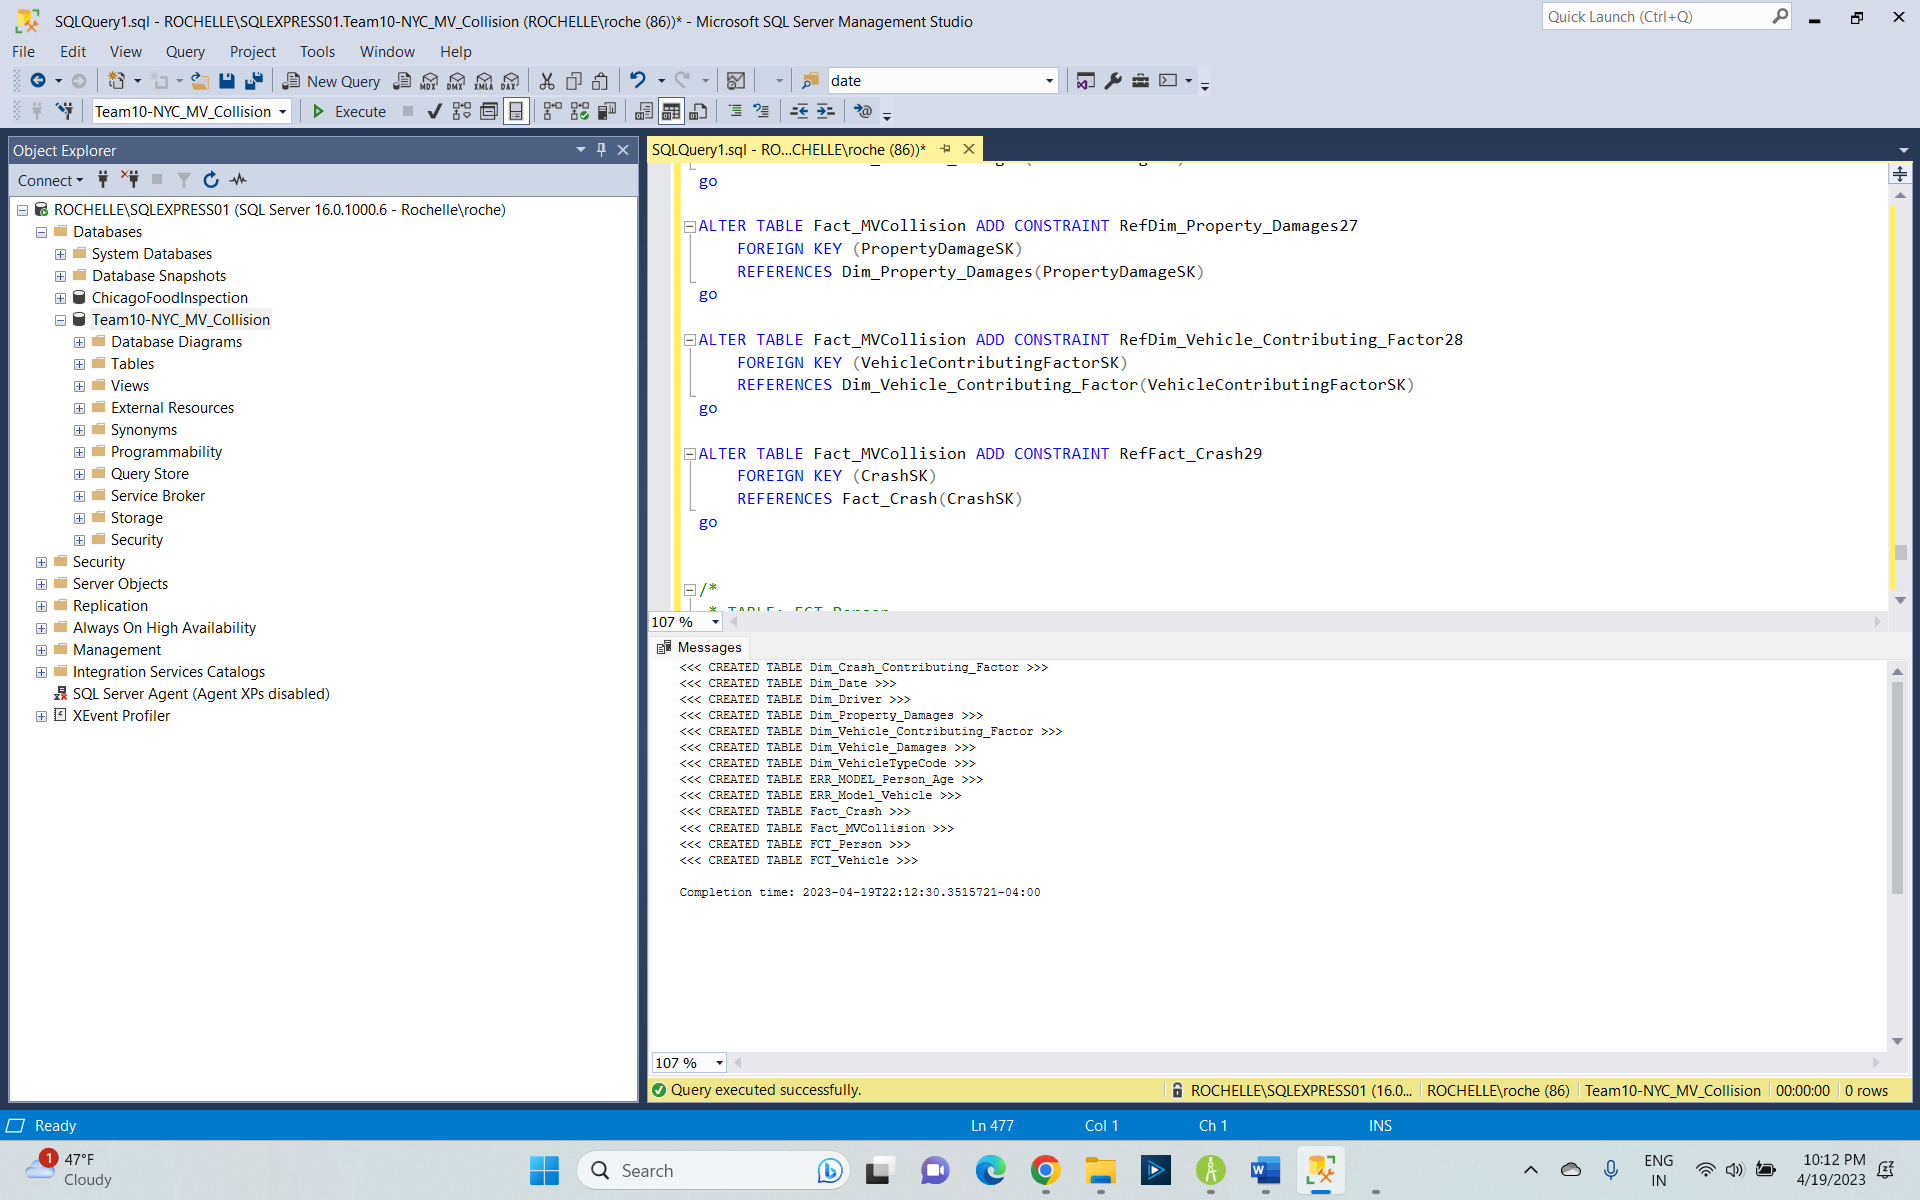 SQLQuery1.sql - ROCHELLE\SQLEXPRESS01.Team10-NYC_MV_Collision (ROCHELLE\roche (86))* - Microsoft SQL Server Management Studio
Quick Launch (Ctrl+Q)
File Edit View Query Project Tools Window Help
New Query MDX DMX XMLA DAX date
Team10-NYC_MV_Collision Execute
Object Explorer
Connect
ROCHELLE\SQLEXPRESS01 (SQL Server 16.0.1000.6 - Rochelle\roche)
Databases
System Databases
Database Snapshots
ChicagoFoodInspection
Team10-NYC_MV_Collision
Database Diagrams
Tables
Views
External Resources
Synonyms
Programmability
Query Store
Service Broker
Storage
Security
Security
Server Objects
Replication
Always On High Availability
Management
Integration Services Catalogs
SQL Server Agent (Agent XPs disabled)
XEvent Profiler
SQLQuery1.sql - RO...CHELLE\roche (86))*
go
ALTER TABLE Fact_MVCollision ADD CONSTRAINT RefDim_Property_Damages27
FOREIGN KEY (PropertyDamageSK)
REFERENCES Dim_Property_Damages(PropertyDamageSK)
go
ALTER TABLE Fact_MVCollision ADD CONSTRAINT RefDim_Vehicle_Contributing_Factor28
FOREIGN KEY (VehicleContributingFactorSK)
REFERENCES Dim_Vehicle_Contributing_Factor(VehicleContributingFactorSK)
go
ALTER TABLE Fact_MVCollision ADD CONSTRAINT RefFact_Crash29
FOREIGN KEY (CrashSK)
REFERENCES Fact_Crash(CrashSK)
go
/*
* TABLE: FCT_Person
107 %
Messages
<<< CREATED TABLE Dim_Crash_Contributing_Factor >>>
<<< CREATED TABLE Dim_Date >>>
<<< CREATED TABLE Dim_Driver >>>
<<< CREATED TABLE Dim_Property_Damages >>>
<<< CREATED TABLE Dim_Vehicle_Contributing_Factor >>>
<<< CREATED TABLE Dim_Vehicle_Damages >>>
<<< CREATED TABLE Dim_VehicleTypeCode >>>
<<< CREATED TABLE ERR_MODEL_Person_Age >>>
<<< CREATED TABLE ERR_Model_Vehicle >>>
<<< CREATED TABLE Fact_Crash >>>
<<< CREATED TABLE Fact_MVCollision >>>
<<< CREATED TABLE FCT_Person >>>
<<< CREATED TABLE FCT_Vehicle >>>
Completion time: 2023-04-19T22:12:30.3515721-04:00
107 %
Query executed successfully. ROCHELLE\SQLEXPRESS01 (16.0... ROCHELLE\roche (86) Team10-NYC_MV_Collision 00:00:00 0 rows
Ready Ln 477 Col 1 Ch 1 INS
1 47°F
Cloudy
Search
ENG
IN
10:12 PM
4/19/2023